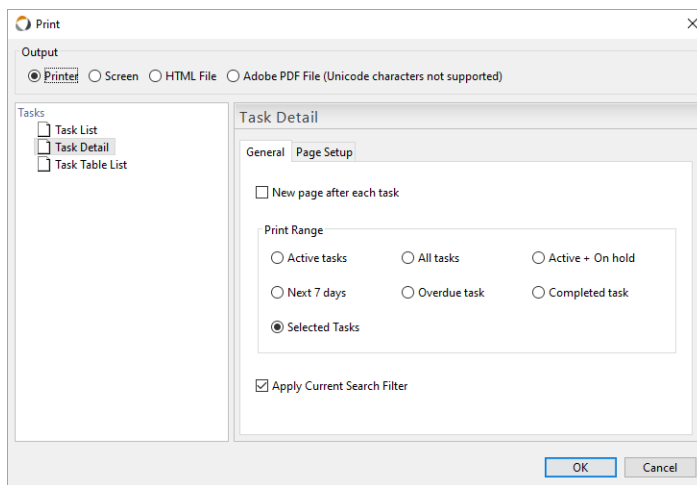 Print
Output
Printer Screen HTML File Adobe PDF File (Unicode characters not supported)
Tasks
Task List
Task Detail
Task Table List
Task Detail
General Page Setup
New page after each task
Print Range
Active tasks All tasks Active + On hold
Next 7 days Overdue task Completed task
Selected Tasks
Apply Current Search Filter
OK Cancel